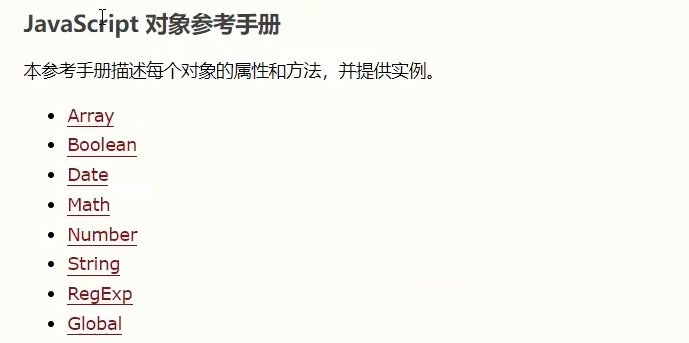 JavaScript 对象参考手册
本参考手册描述每个对象的属性和方法，并提供实例。
Array
Boolean
Date
Math
Number
String
RegExp
Global